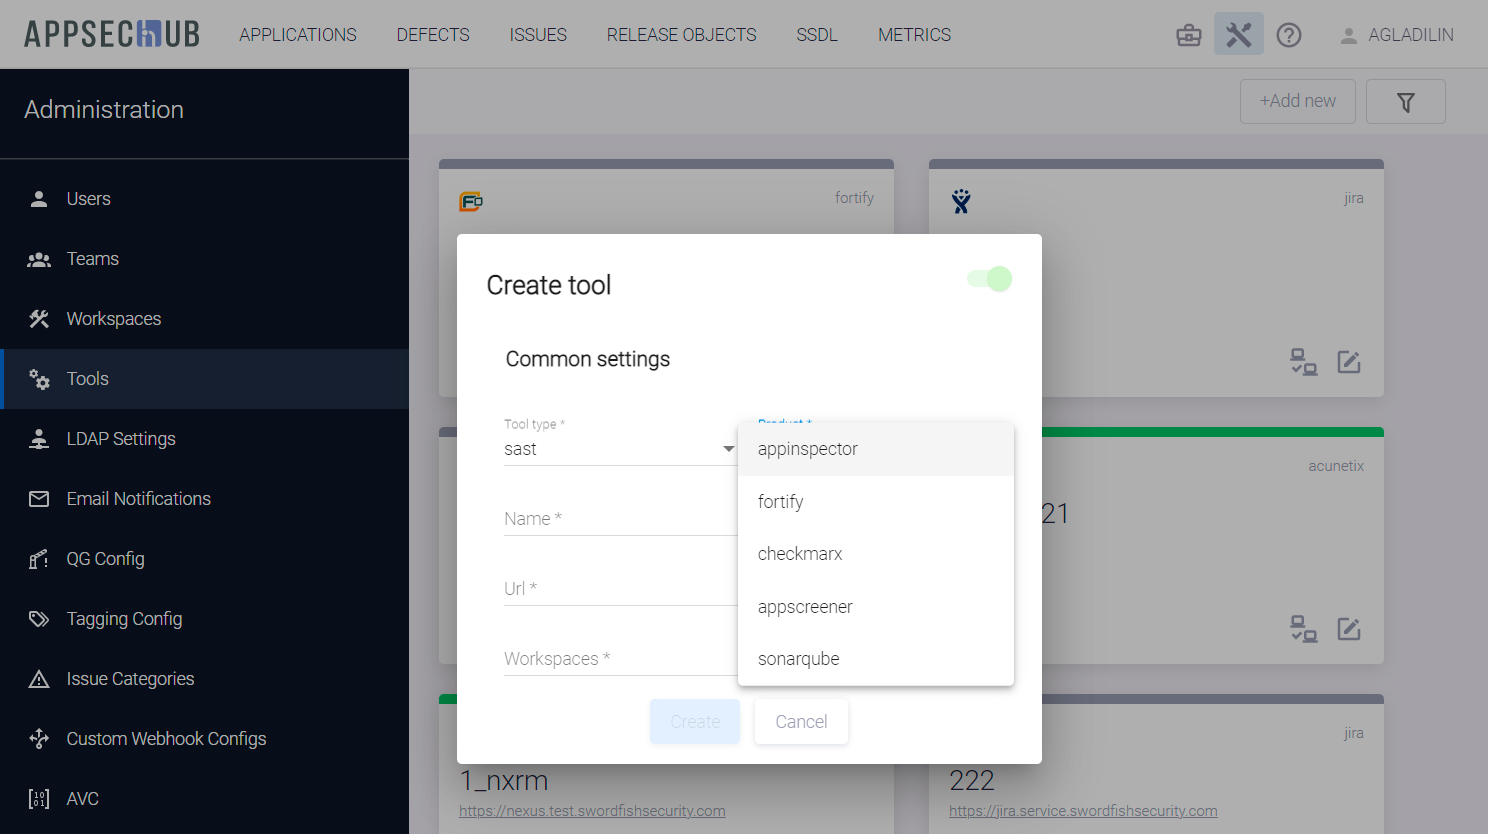 APPSECHUB
APPLICATIONS
DEFECTS
ISSUES
RELEASE OBJECTS
SSDL
METRICS
AGLADILIN
Administration
+Add new
Users
Teams
Workspaces
Tools
LDAP Settings
Email Notifications
QG Config
Tagging Config
Issue Categories
Custom Webhook Configs
AVC
fortify
jira
Create tool
Common settings
Tool type *
Product *
sast
appinspector
fortify
checkmarx
appscreener
sonarqube
Name *
Url *
Workspaces *
Create
Cancel
acunetix
21
jira
1_nxrm
https://nexus.test.swordfishsecurity.com
222
https://jira.service.swordfishsecurity.com